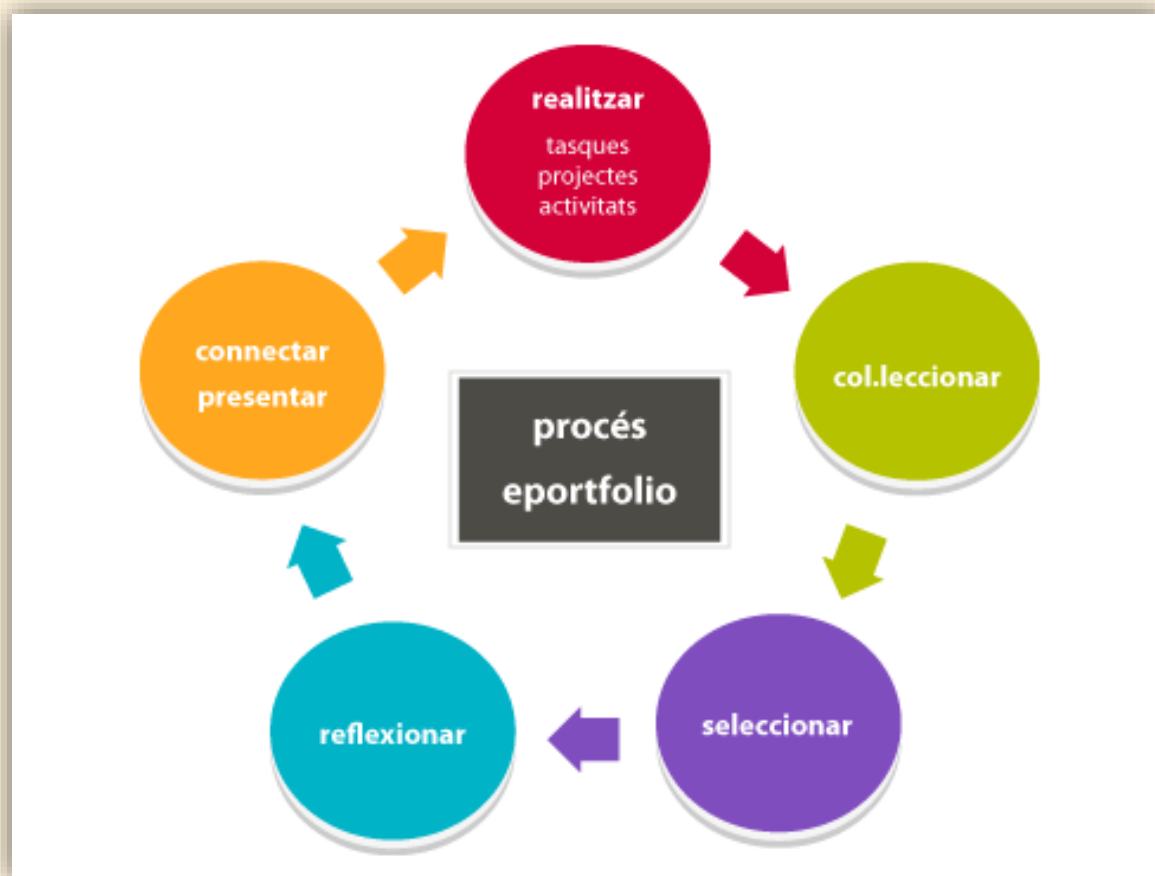 realitzar
tasques
projectes
activitats
col.leccionar
seleccionar
reflexionar
connectar
presentar
procés
eportfolio